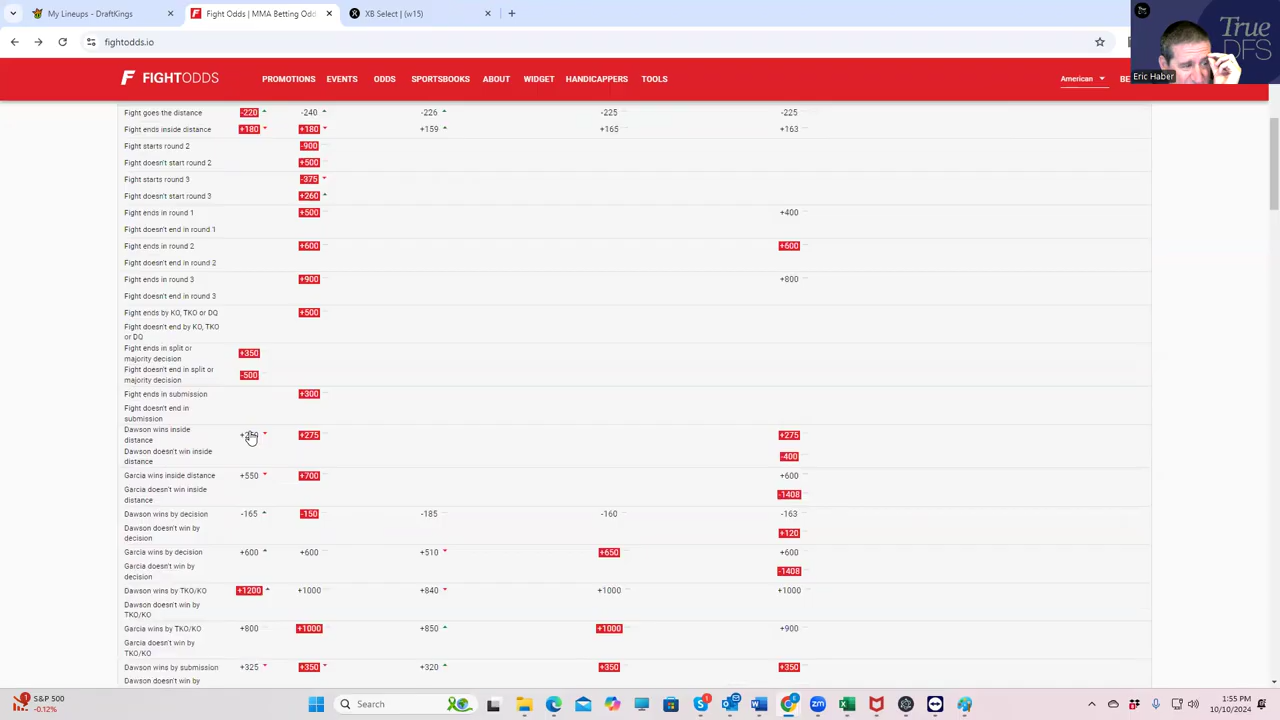 My Lineups - DraftKings
Fight Odds | MMA Betting Odd
XB Select | (w15)
fightodds.io
True
DFS
Eric Haber
FIGHTODDS
PROMOTIONS EVENTS ODDS SPORTSBOOKS ABOUT WIDGET HANDICAPPERS TOOLS
American
BE
Fight goes the distance -220 -240 -226 -225 -225
Fight ends inside distance +180 +180 +159 +165 +163
Fight starts round 2 -900
Fight doesn't start round 2 +500
Fight starts round 3 -375
Fight doesn't start round 3 +260
Fight ends in round 1 +500 +400
Fight doesn't end in round 1
Fight ends in round 2 +600 +600
Fight doesn't end in round 2
Fight ends in round 3 +900 +800
Fight doesn't end in round 3
Fight ends by KO, TKO or DQ +500
Fight doesn't end by KO, TKO
or DQ
Fight ends in split or
majority decision +350
Fight doesn't end in split or
majority decision -500
Fight ends in submission +300
Fight doesn't end in
submission
Dawson wins inside
distance +275 +275
Dawson doesn't win inside
distance -400
Garcia wins inside distance +550 +700 +600
Garcia doesn't win inside
distance -1408
Dawson wins by decision -165 -150 -185 -160 -163
Dawson doesn't win by
decision +120
Garcia wins by decision +600 +600 +510 +650 +600
Garcia doesn't win by
decision -1408
Dawson wins by TKO/KO +1200 +1000 +840 +1000 +1000
Dawson doesn't win by
TKO/KO
Garcia wins by TKO/KO +800 +1000 +850 +1000 +900
Garcia doesn't win by
TKO/KO
Dawson wins by submission +325 +350 +320 +350 +350
Dawson doesn't win by
S&P 500
-0.12%
Search
1:55 PM
10/10/2024